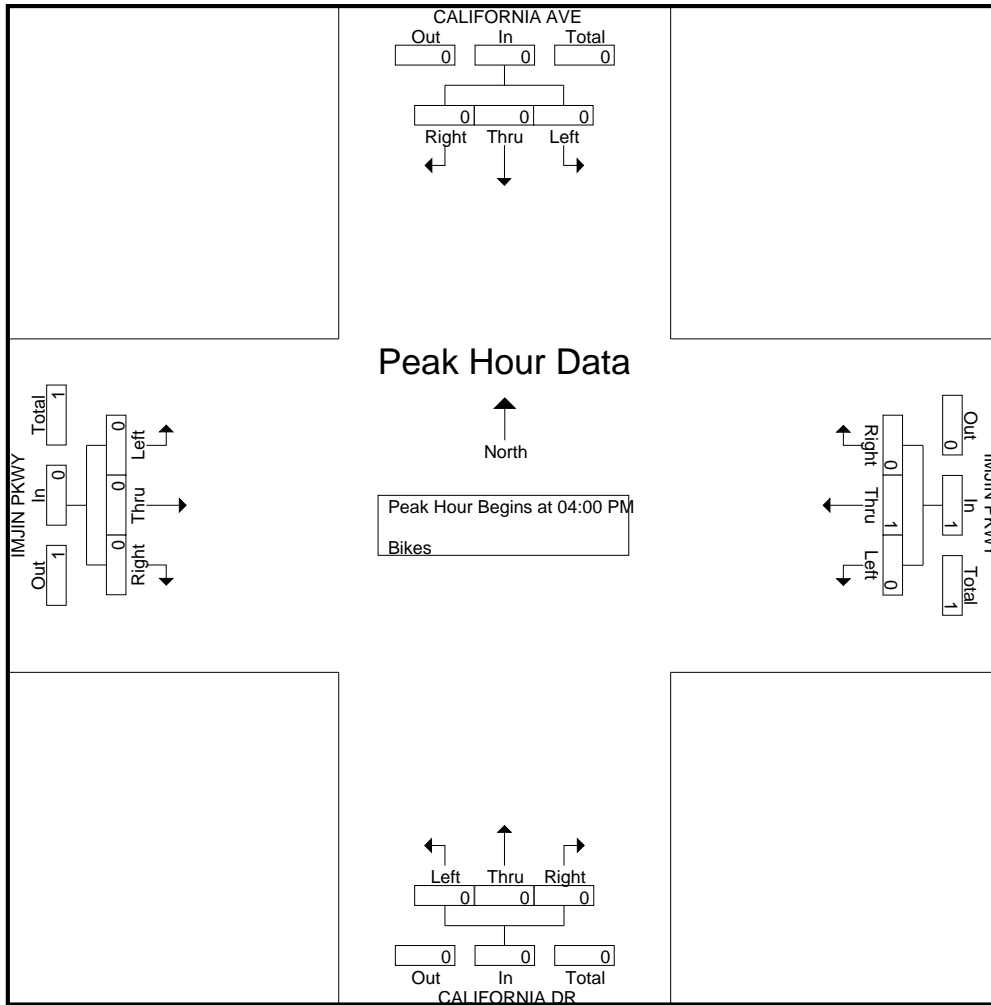 CALIFORNIA AVE
Out In Total
0 0 0
0 0 0
Right Thru Left
Peak Hour Data
North
Peak Hour Begins at 04:00 PM
Bikes
IMJIN PKWY
Total In Out
1 0 1
0 0 0
Left Thru Right
Right Thru Left
0 1 0
0 1 1
Out In Total
IMJIN PKWY
Left Thru Right
0 0 0
0 0 0
Out In Total
CALIFORNIA DR